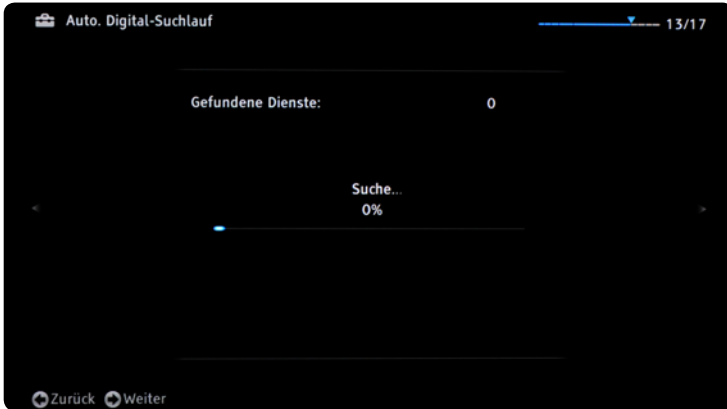 Auto. Digital-Suchlauf
13/17
Gefundene Dienste: 0
Suche...
0%
Zurück Weiter